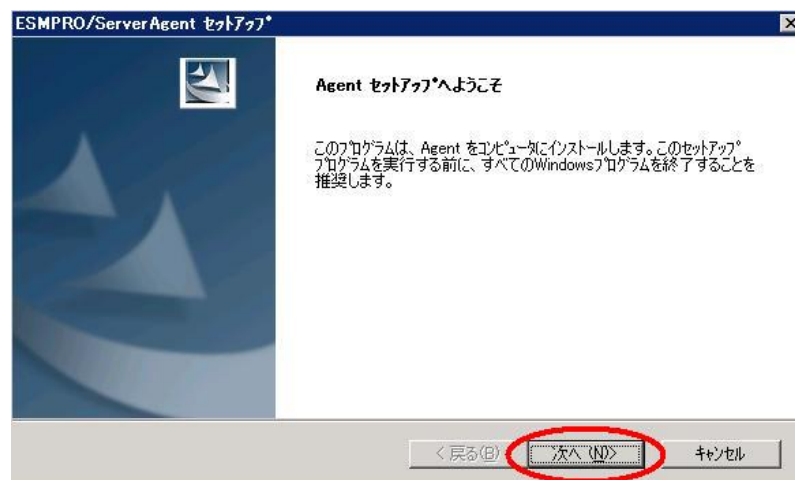 ESMPRO/ServerAgent ｾｯﾄｱｯﾌﾟ
Agent ｾｯﾄｱｯﾌﾟへようこそ
このﾌﾟﾛｸﾞﾗﾑは、Agent をｺﾝﾋﾟｭｰﾀにｲﾝｽﾄｰﾙします。このｾｯﾄｱｯﾌﾟ
ﾌﾟﾛｸﾞﾗﾑを実行する前に、すべてのWindowsﾌﾟﾛｸﾞﾗﾑを終了することを
推奨します。
< 戻る(B) 次へ (N)> ｷｬﾝｾﾙ